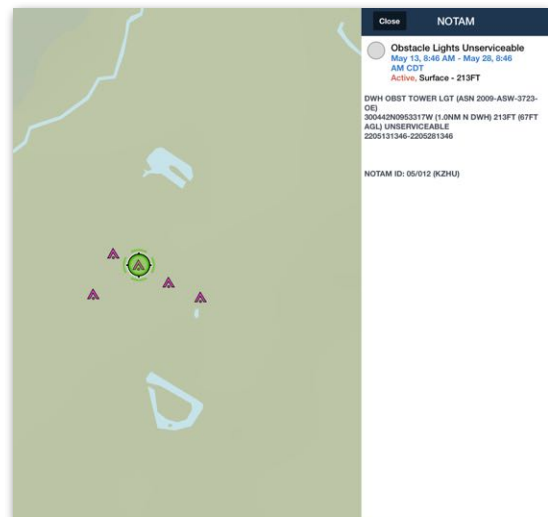 Close NOTAM
Obstacle Lights Unserviceable
May 13, 8:46 AM - May 28, 8:46
AM CDT
Active, Surface - 213FT
DWH OBST TOWER LGT (ASN 2009-ASW-3723-
OE)
300442N0953317W (1.0NM N DWH) 213FT (67FT
AGL) UNSERVICEABLE
2205131346-2205281346
NOTAM ID: 05/012 (KZHU)